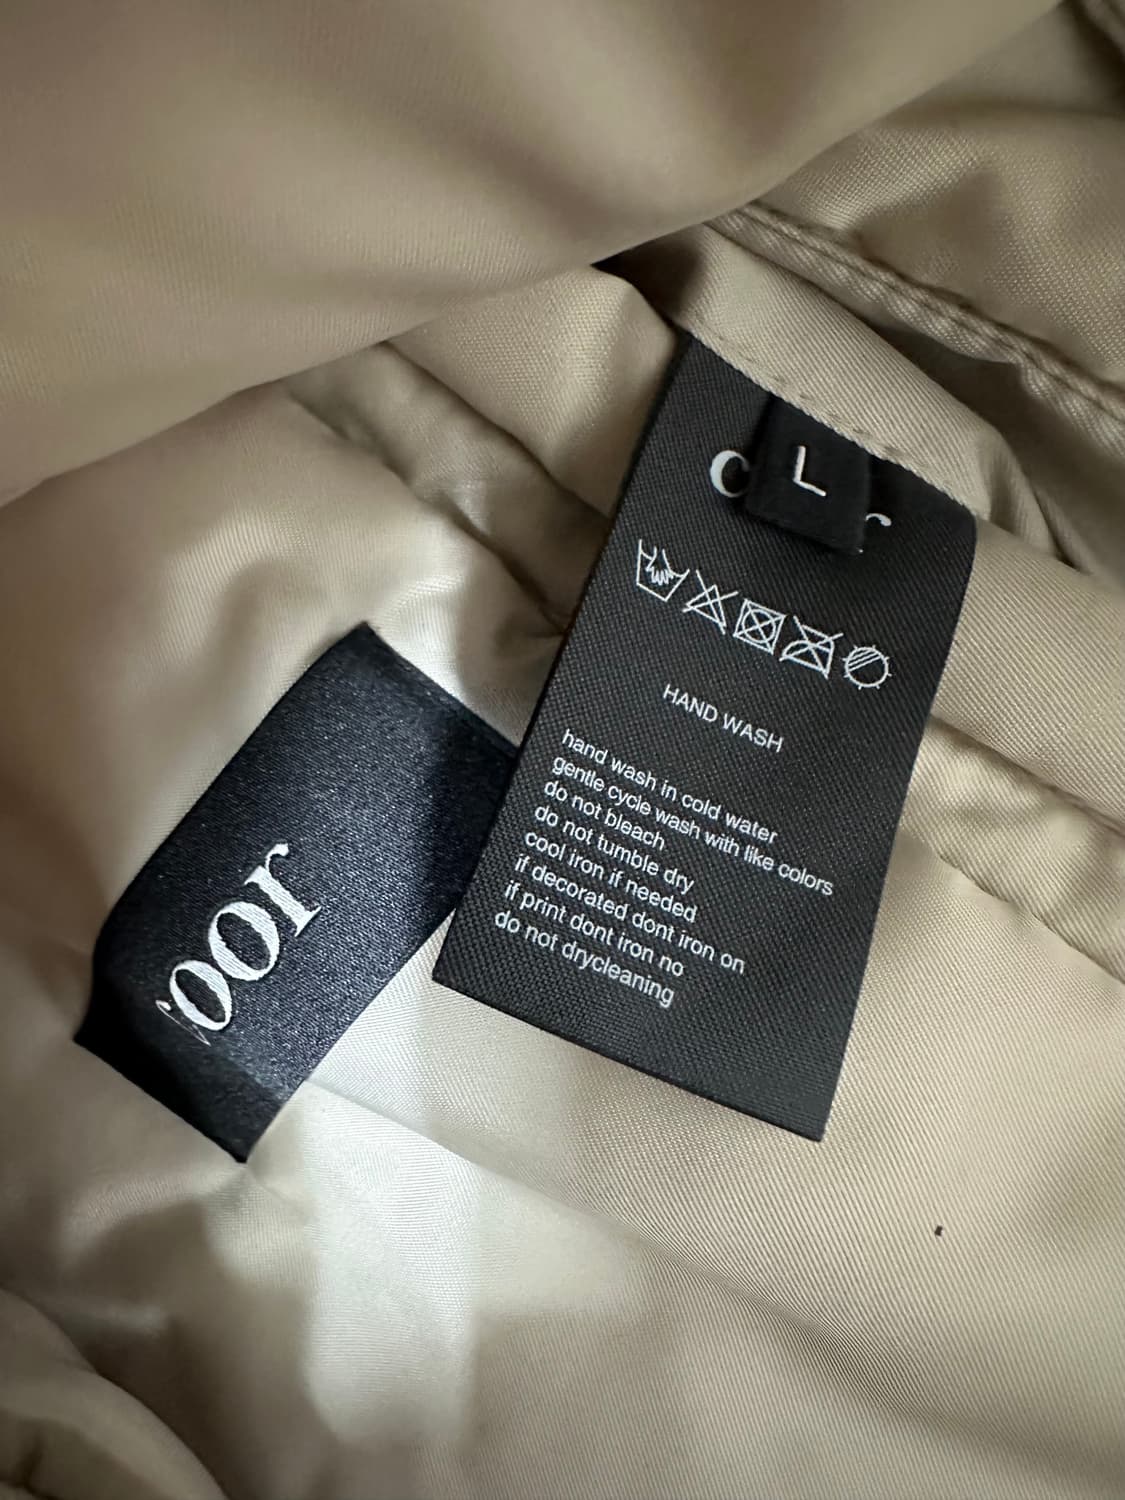 L
HAND WASH
hand wash in cold water
gentle cycle wash with like colors
do not bleach
do not tumble dry
cool iron if needed
if decorated dont iron on
if print dont iron no
do not drycleaning
oor